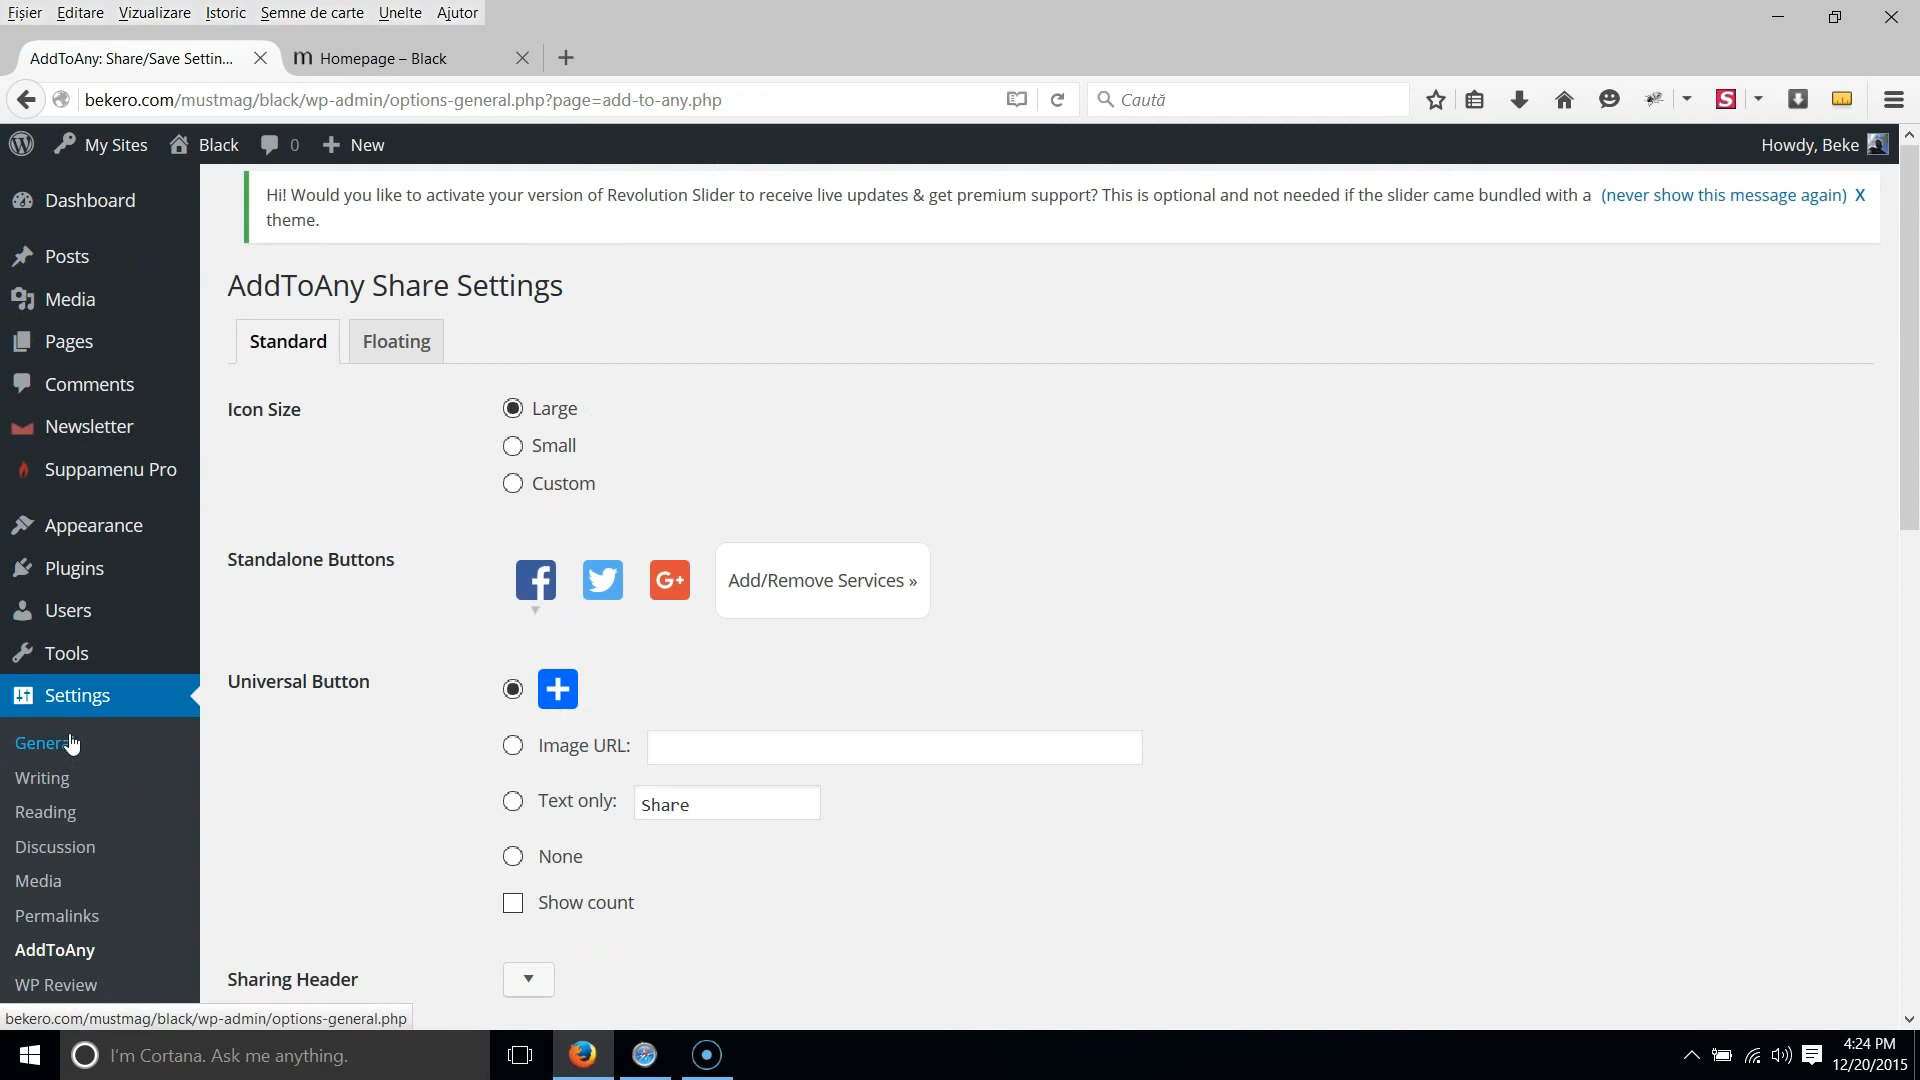 Fișier Editare Vizualizare Istoric Semne de carte Unelte Ajutor
AddToAny: Share/Save Settin...
m Homepage – Black
bekero.com/mustmag/black/wp-admin/options-general.php?page=add-to-any.php
Caută
My Sites Black 0 New
Howdy, Beke
Dashboard
Posts
Media
Pages
Comments
Newsletter
Suppamenu Pro
Appearance
Plugins
Users
Tools
Settings
General
Writing
Reading
Discussion
Media
Permalinks
AddToAny
WP Review
Hi! Would you like to activate your version of Revolution Slider to receive live updates & get premium support? This is optional and not needed if the slider came bundled with a
theme.
(never show this message again) X
AddToAny Share Settings
Standard Floating
Icon Size
Large
Small
Custom
Standalone Buttons
G+
Add/Remove Services »
Universal Button
Image URL:
Text only: Share
None
Show count
Sharing Header
bekero.com/mustmag/black/wp-admin/options-general.php
I'm Cortana. Ask me anything.
4:24 PM
12/20/2015